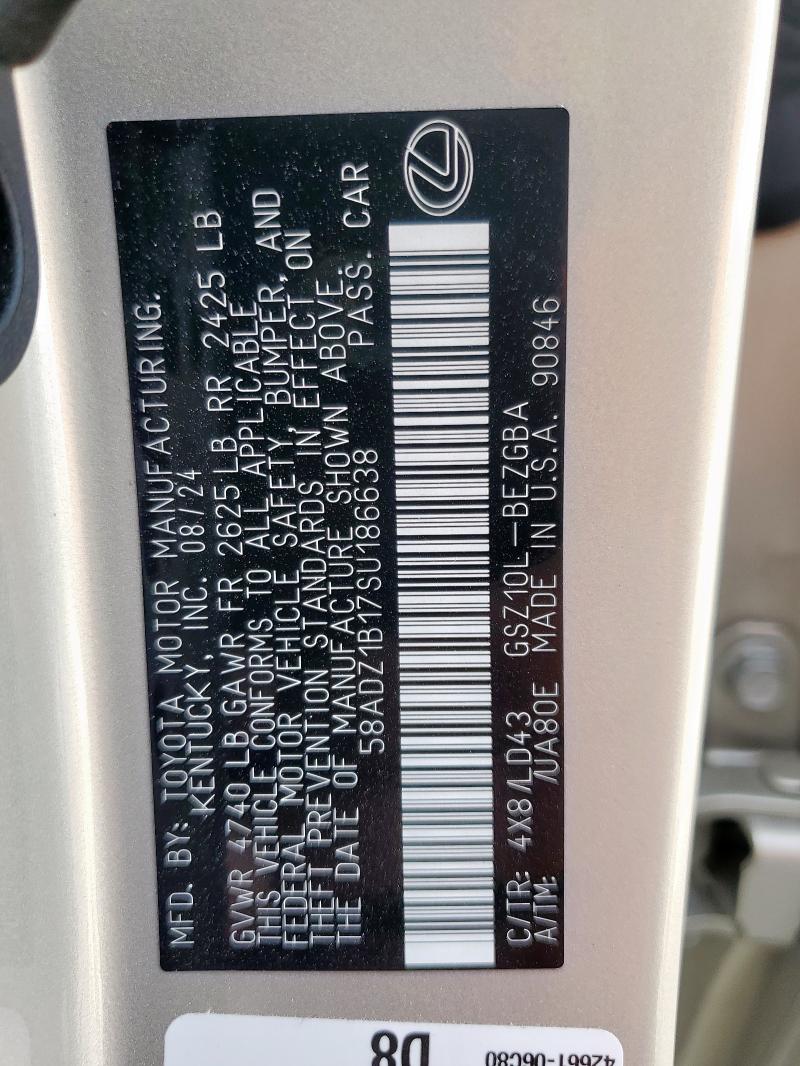 MFD. BY: TOYOTA MOTOR MANUFACTURING.
KENTUCKY, INC. 08/24
GVWR 4740 LB GAWR FR 2625 LB RR 2425 LB
THIS VEHICLE CONFORMS TO ALL APPLICABLE
FEDERAL MOTOR VEHICLE SAFETY, BUMPER, AND
THEFT PREVENTION STANDARDS IN EFFECT ON
THE DATE OF MANUFACTURE SHOWN ABOVE.
58ADZ1B17SU186638 PASS. CAR
C/TR: 4X8/LD43 GSZ10L-BEZGBA
A/TM: /UA80E MADE IN U.S.A. 90846
D8
42661-06C80